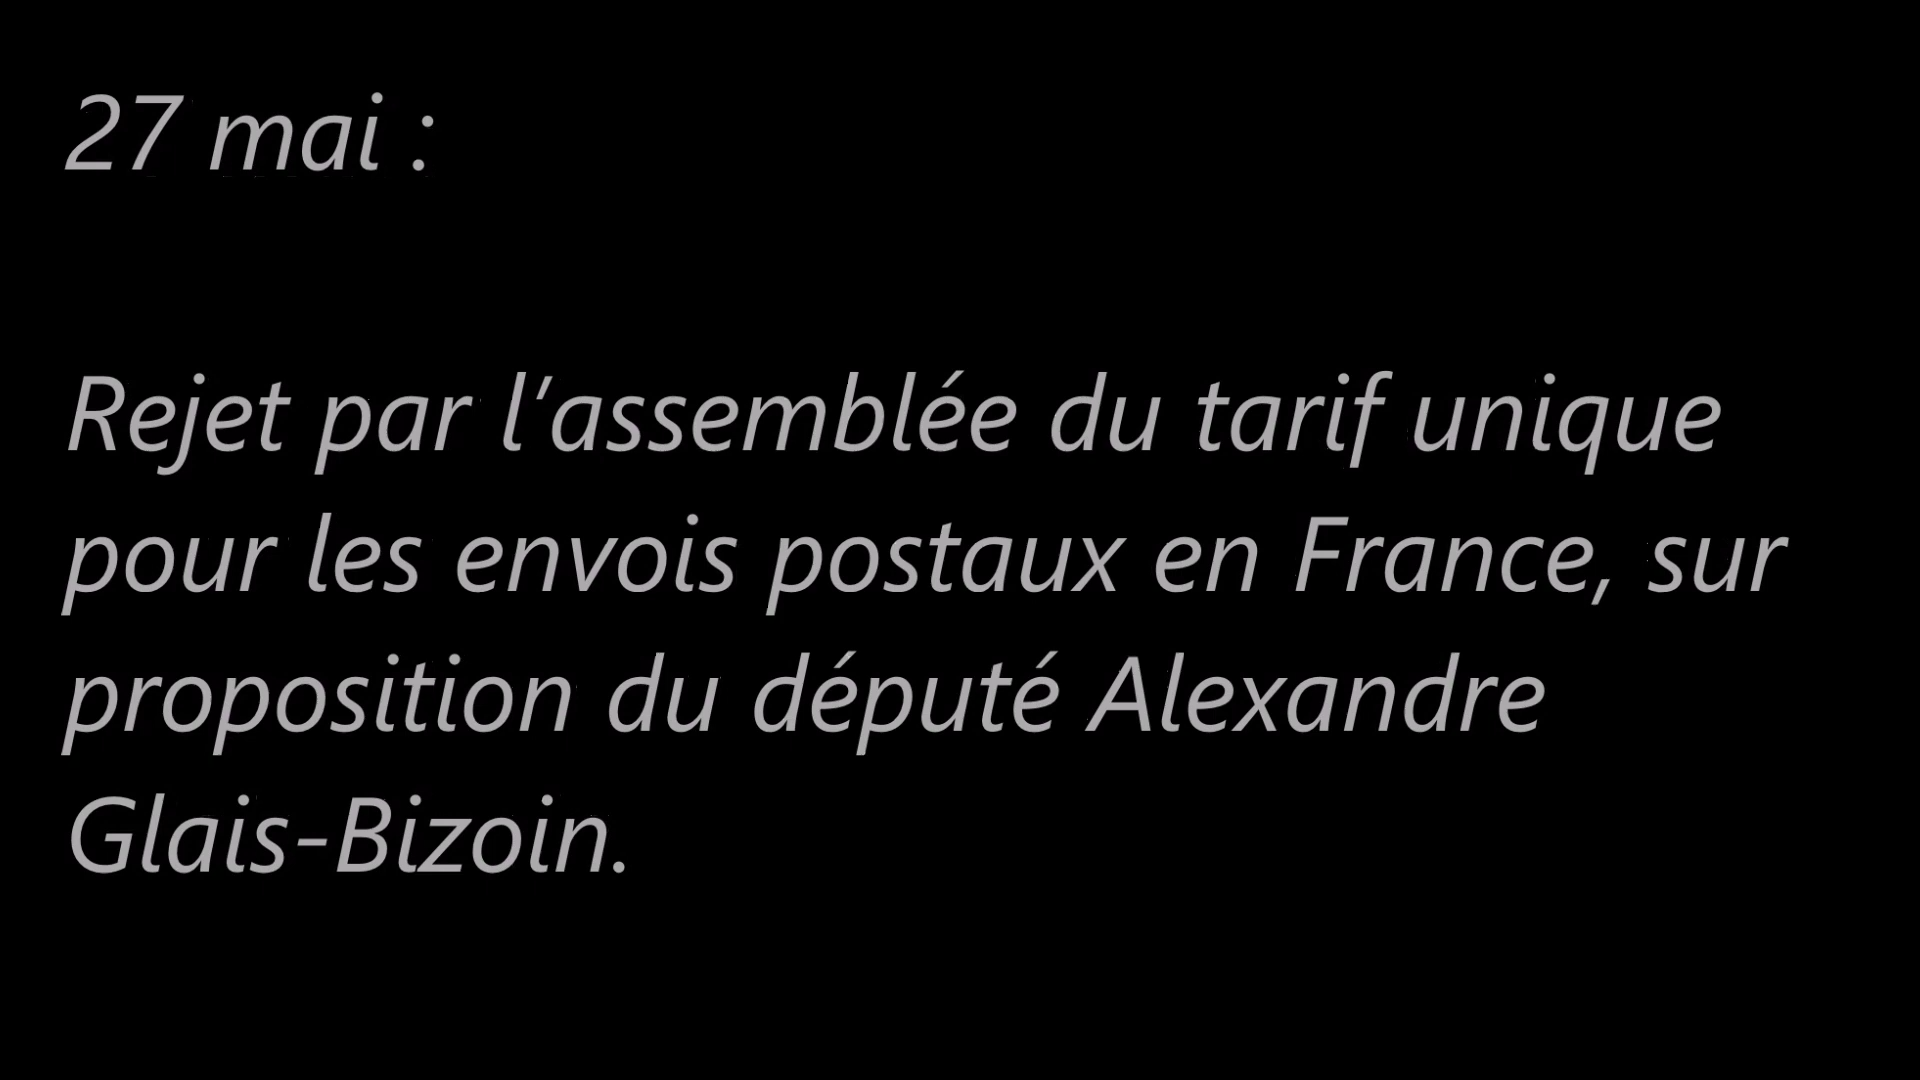 27 mai :
Rejet par l’assemblée du tarif unique
pour les envois postaux en France, sur
proposition du député Alexandre
Glais-Bizoin.